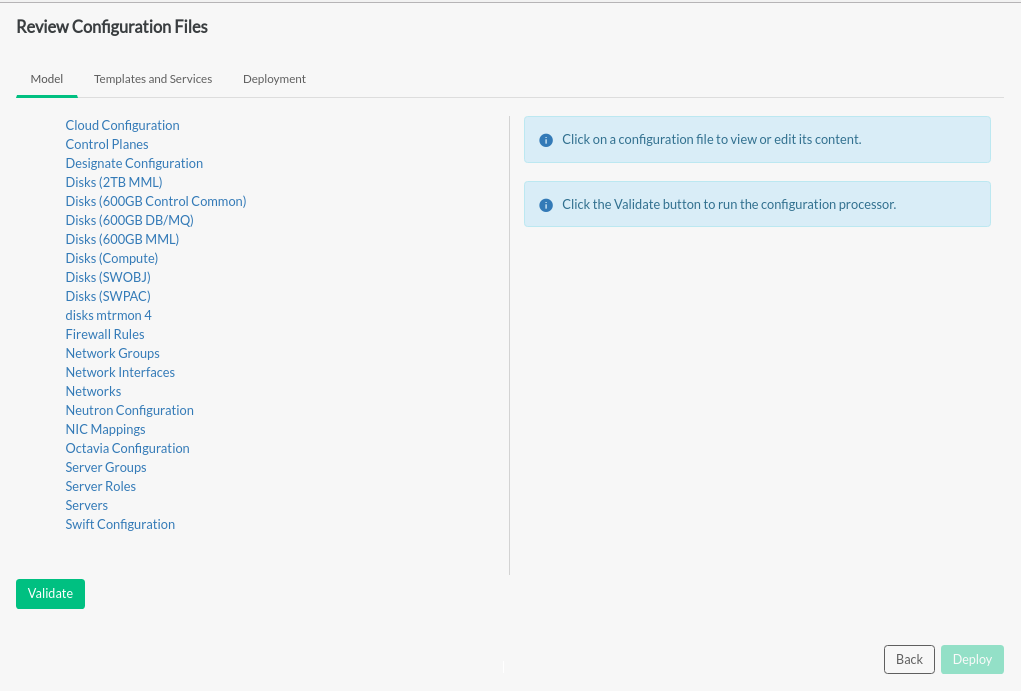 Review Configuration Files
Model Templates and Services Deployment
Cloud Configuration
Control Planes
Designate Configuration
Disks (2TB MML)
Disks (600GB Control Common)
Disks (600GB DB/MQ)
Disks (600GB MML)
Disks (Compute)
Disks (SWOBJ)
Disks (SWPAC)
disks mtrmon 4
Firewall Rules
Network Groups
Network Interfaces
Networks
Neutron Configuration
NIC Mappings
Octavia Configuration
Server Groups
Server Roles
Servers
Swift Configuration
Click on a configuration file to view or edit its content.
Click the Validate button to run the configuration processor.
Validate
Back Deploy